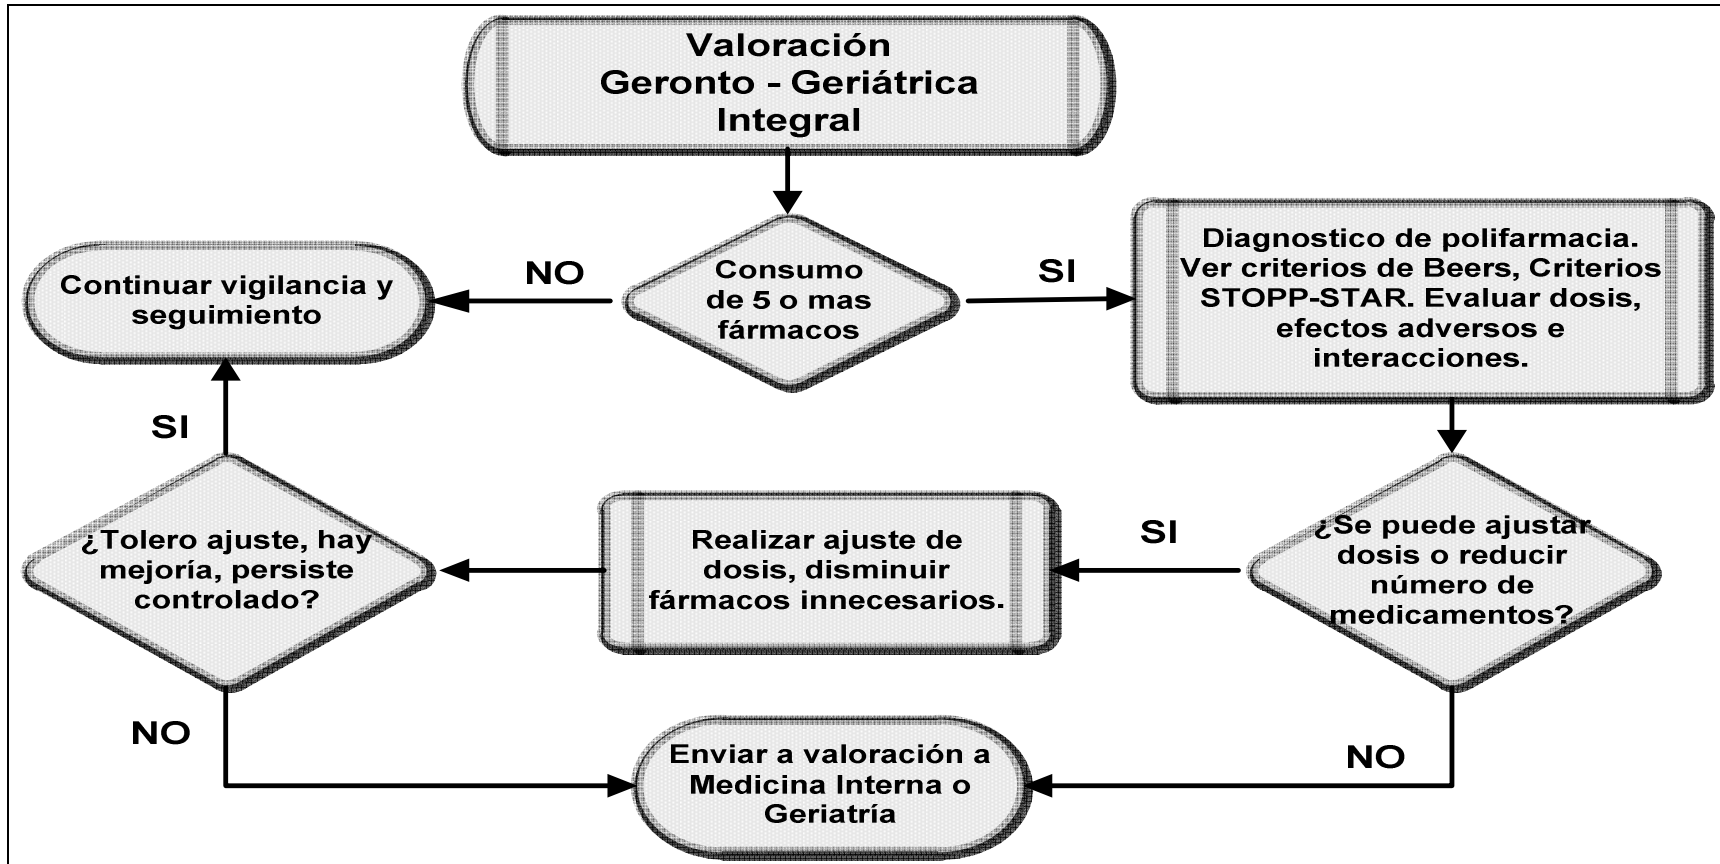 Valoración
Geronto - Geriátrica
Integral
Consumo
de 5 o mas
fármacos
NO
SI
Continuar vigilancia y
seguimiento
Diagnostico de polifarmacia.
Ver criterios de Beers, Criterios
STOPP-STAR. Evaluar dosis,
efectos adversos e
interacciones.
¿Se puede ajustar
dosis o reducir
número de
medicamentos?
SI
NO
Realizar ajuste de
dosis, disminuir
fármacos innecesarios.
¿Tolero ajuste, hay
mejoría, persiste
controlado?
SI
NO
Enviar a valoración a
Medicina Interna o
Geriatría